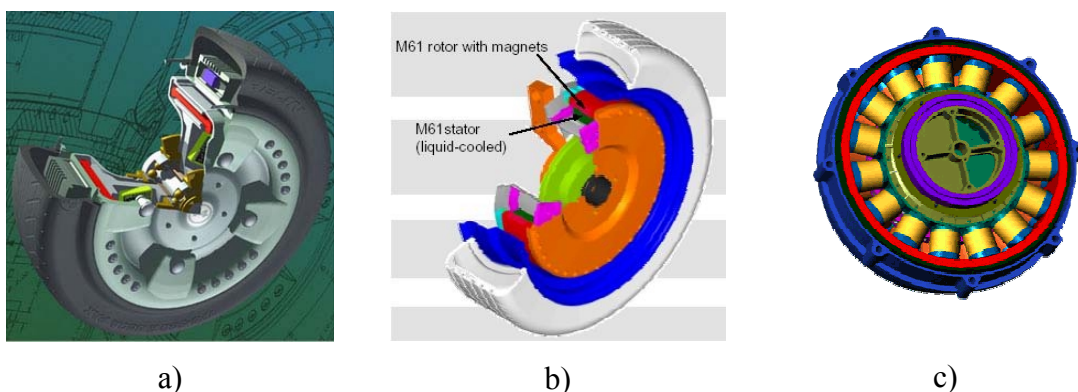 M61 rotor with magnets
M61stator
(liquid-cooled)
a)
b)
c)